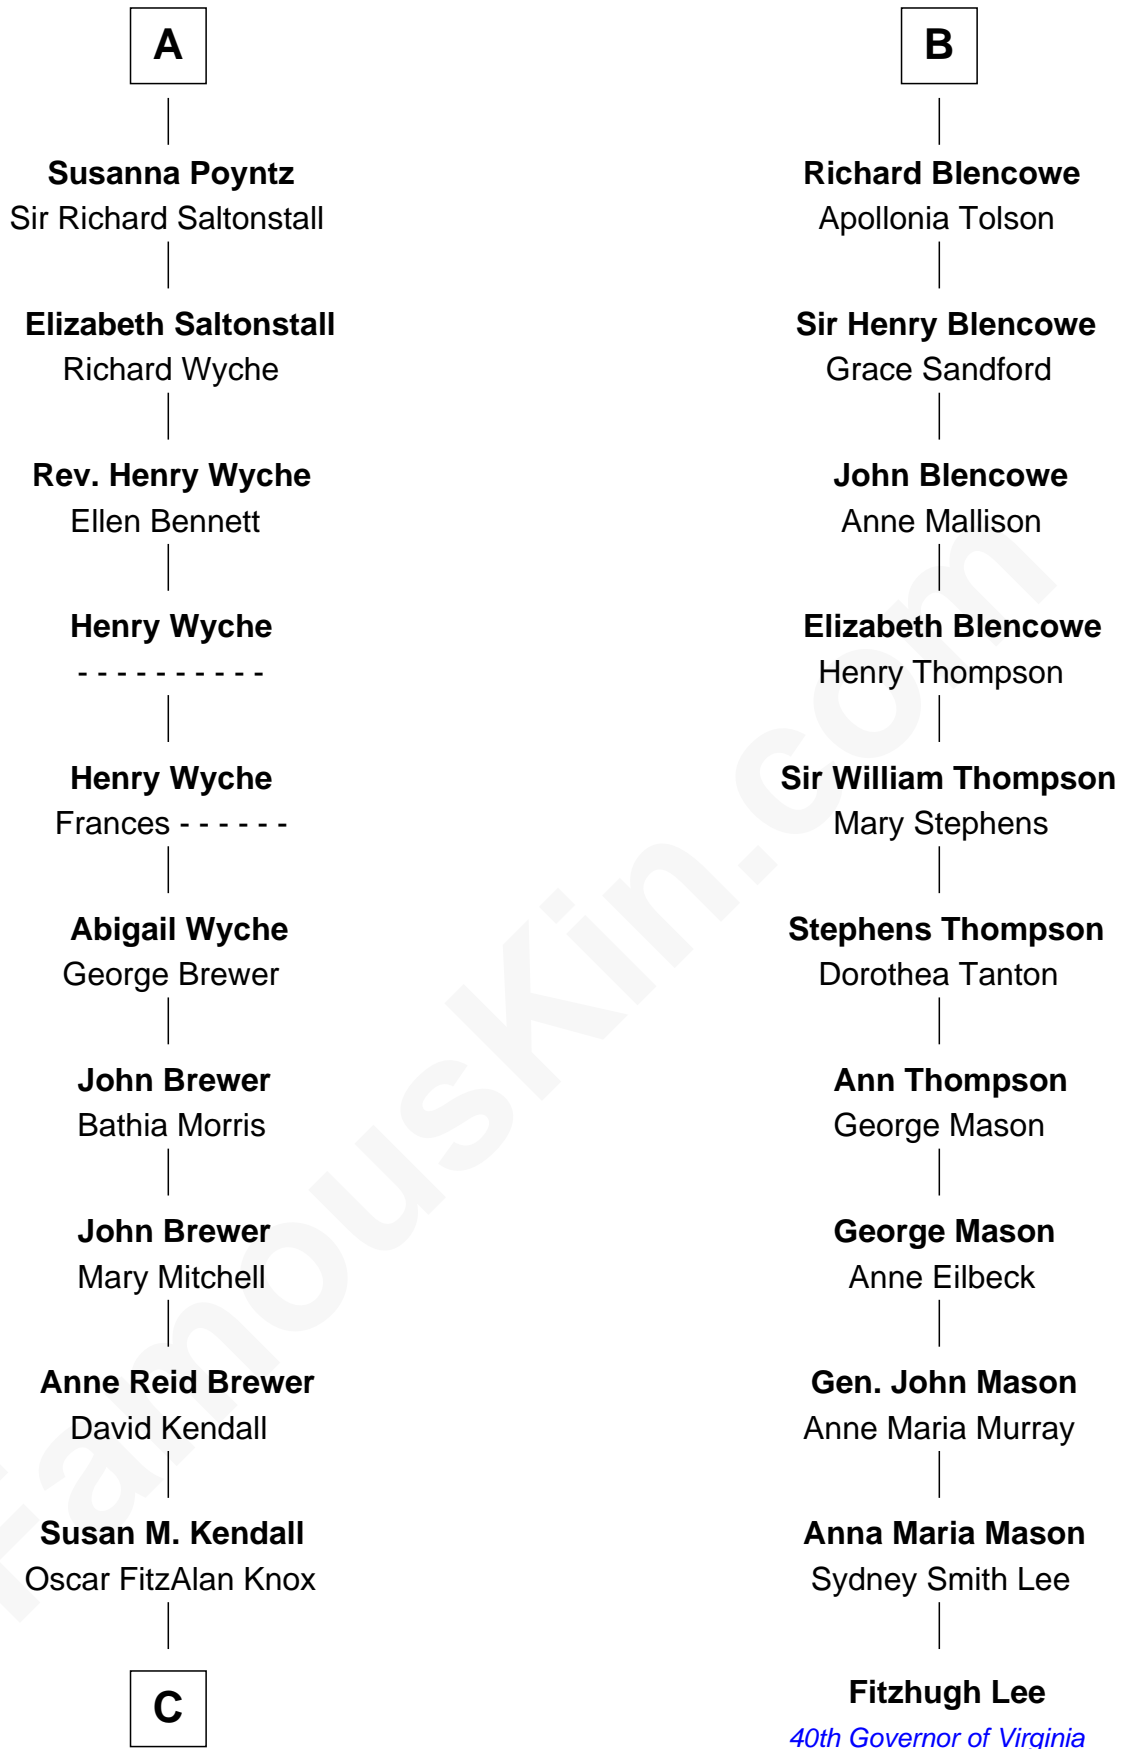 A
Susanna Poyntz
Sir Richard Saltonstall
Elizabeth Saltonstall
Richard Wyche
Rev. Henry Wyche
Ellen Bennett
Henry Wyche
- - - - - - - - - -
Henry Wyche
Frances - - - - - -
Abigail Wyche
George Brewer
John Brewer
Bathia Morris
John Brewer
Mary Mitchell
Anne Reid Brewer
David Kendall
Susan M. Kendall
Oscar FitzAlan Knox
C
B
Richard Blencowe
Apollonia Tolson
Sir Henry Blencowe
Grace Sandford
John Blencowe
Anne Mallison
Elizabeth Blencowe
Henry Thompson
Sir William Thompson
Mary Stephens
Stephens Thompson
Dorothea Tanton
Ann Thompson
George Mason
George Mason
Anne Eilbeck
Gen. John Mason
Anne Maria Murray
Anna Maria Mason
Sydney Smith Lee
Fitzhugh Lee
40th Governor of Virginia
FamousKin.com